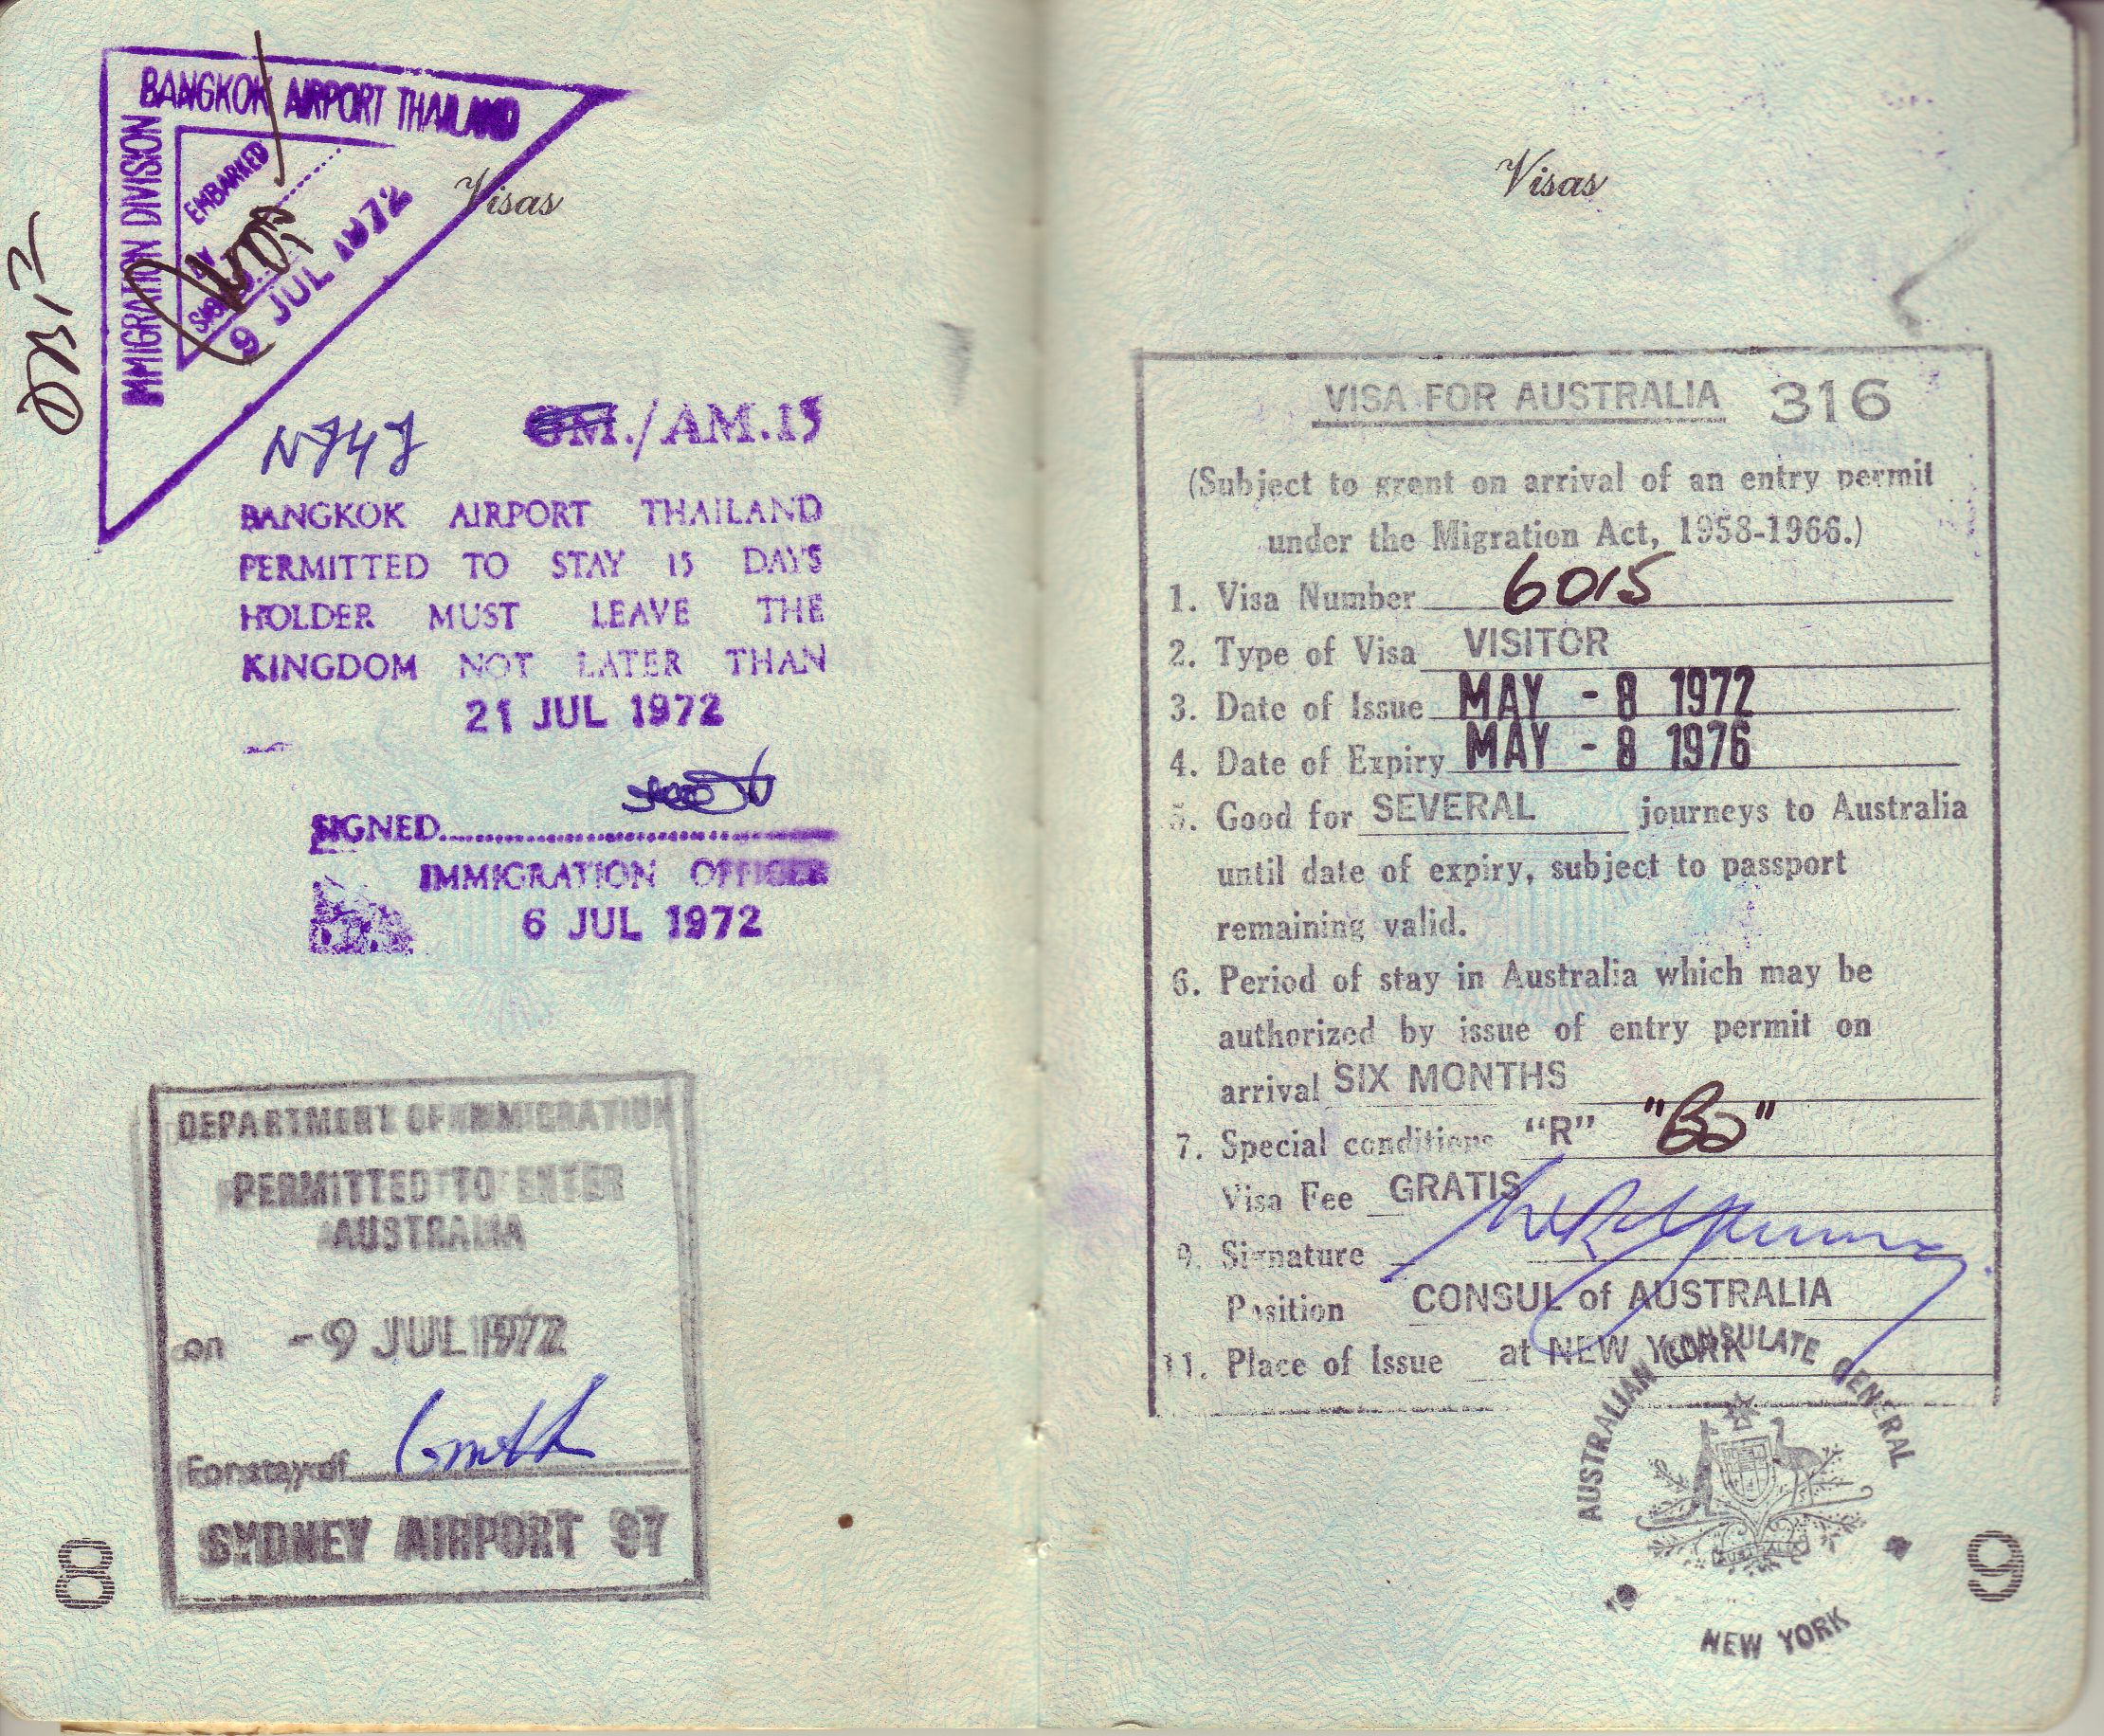 BANGKOK AIRPORT THAILAND
IMMIGRATION DIVISION
EMBARKED
9 JUL 1972
Visas
./AM.15
BANGKOK AIRPORT THAILAND
PERMITTED TO STAY 15 DAYS
HOLDER MUST LEAVE THE
KINGDOM NOT LATER THAN
21 JUL 1972
SIGNED
IMMIGRATION OFFICER
6 JUL 1972
DEPARTMENT OF IMMIGRATION
PERMITTED TO ENTER
AUSTRALIA
on -9 JUL 1972
For stay of
SYDNEY AIRPORT 97
8
Visas
VISA FOR AUSTRALIA 316
(Subject to grant on arrival of an entry permit
under the Migration Act, 1958-1966.)
1. Visa Number 6015
2. Type of Visa VISITOR
3. Date of Issue MAY - 8 1972
4. Date of Expiry MAY - 8 1976
5. Good for SEVERAL journeys to Australia
until date of expiry, subject to passport
remaining valid.
6. Period of stay in Australia which may be
authorized by issue of entry permit on
arrival SIX MONTHS
7. Special conditions "R"
Visa Fee GRATIS
9. Signature
Position CONSUL of AUSTRALIA
11. Place of Issue at NEW YORK
AUSTRALIAN CONSULATE GENERAL
AUSTRALIA
NEW YORK
9